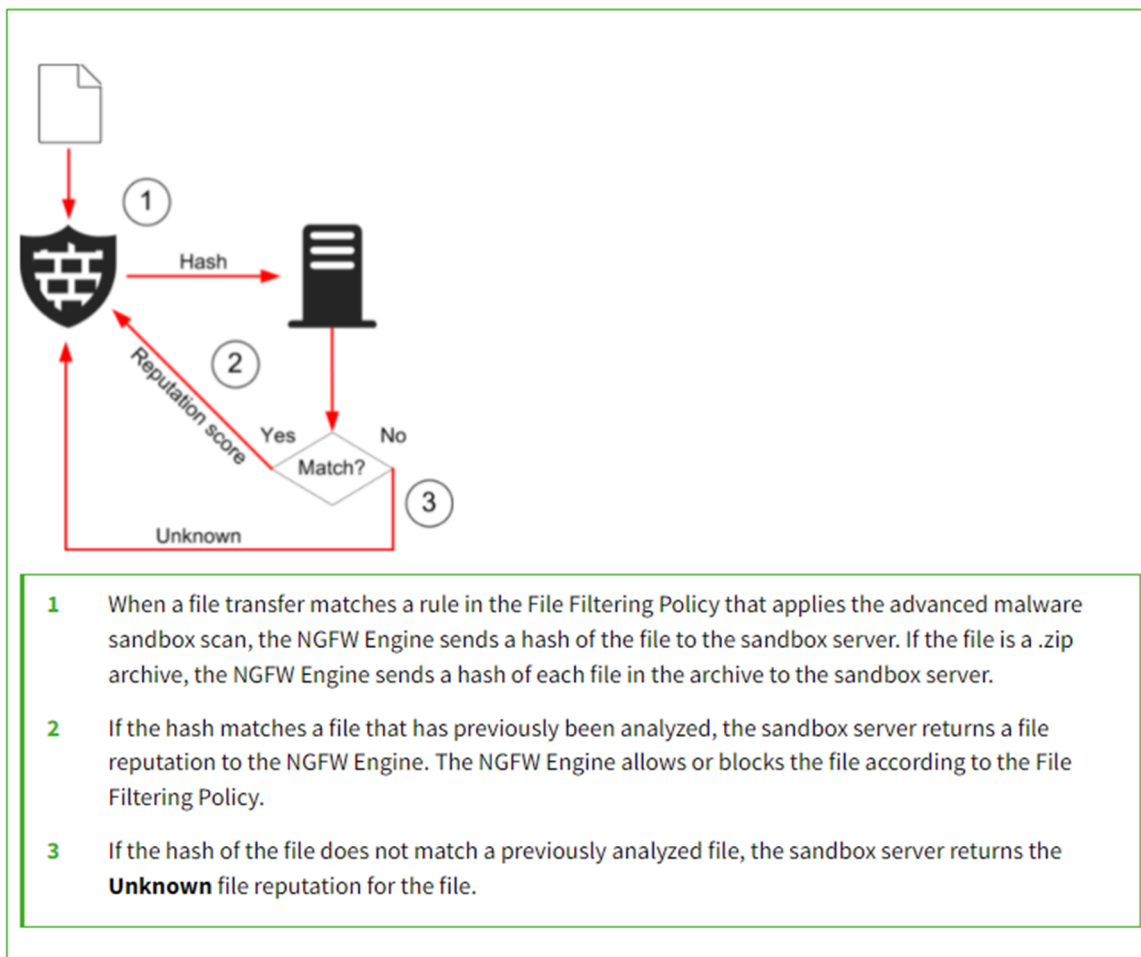 1
Hash
2
Reputation score
Yes
No
Match?
3
Unknown
1 When a file transfer matches a rule in the File Filtering Policy that applies the advanced malware
sandbox scan, the NGFW Engine sends a hash of the file to the sandbox server. If the file is a .zip
archive, the NGFW Engine sends a hash of each file in the archive to the sandbox server.
2 If the hash matches a file that has previously been analyzed, the sandbox server returns a file
reputation to the NGFW Engine. The NGFW Engine allows or blocks the file according to the File
Filtering Policy.
3 If the hash of the file does not match a previously analyzed file, the sandbox server returns the
Unknown file reputation for the file.